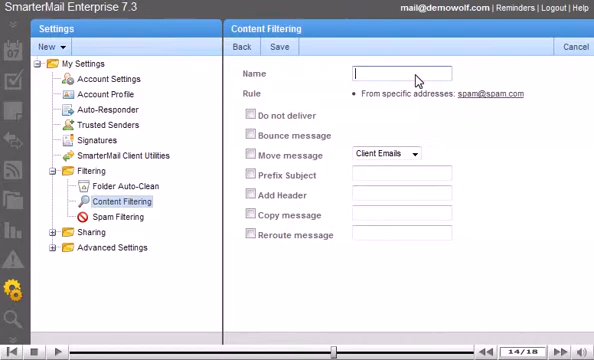 SmarterMail Enterprise 7.3
mail@demowolf.com | Reminders | Logout | Help
Settings
New
My Settings
Account Settings
Account Profile
Auto-Responder
Trusted Senders
Signatures
SmarterMail Client Utilities
Filtering
Folder Auto-Clean
Content Filtering
Spam Filtering
Sharing
Advanced Settings
Content Filtering
Back Save Cancel
Name
Rule • From specific addresses: spam@spam.com
Do not deliver
Bounce message
Move message Client Emails
Prefix Subject
Add Header
Copy message
Reroute message
14/18